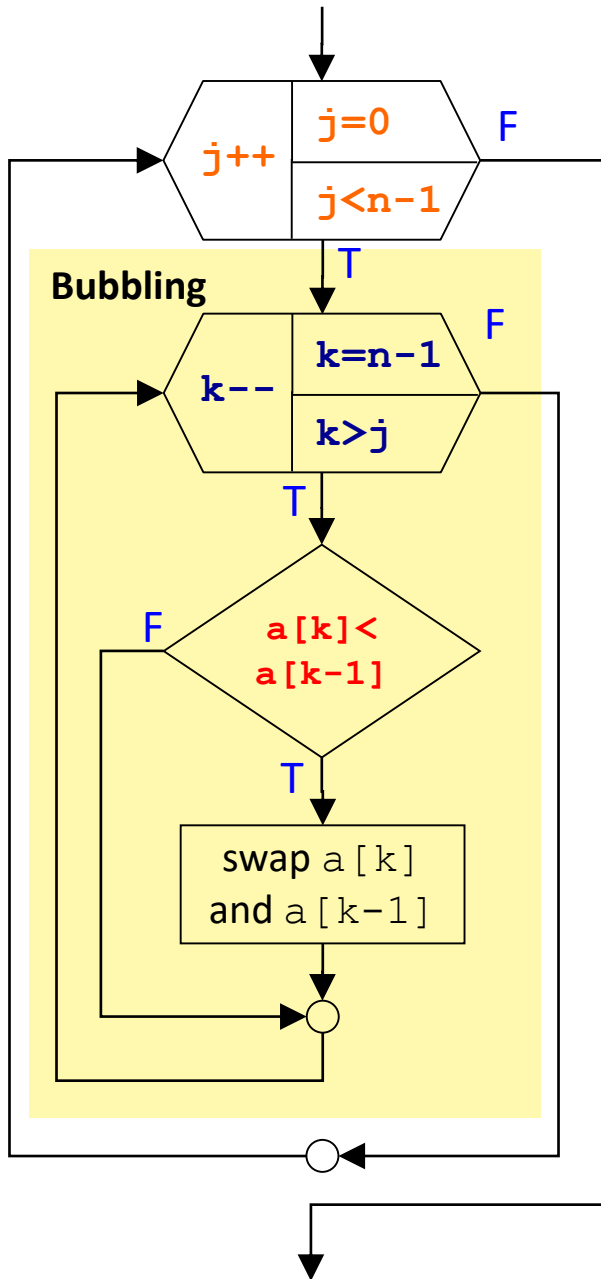 j++
j=0
F
j<n-1
T
Bubbling
k--
k=n-1
F
k>j
T
F
a[k]<
a[k-1]
T
swap a[k]
and a[k-1]